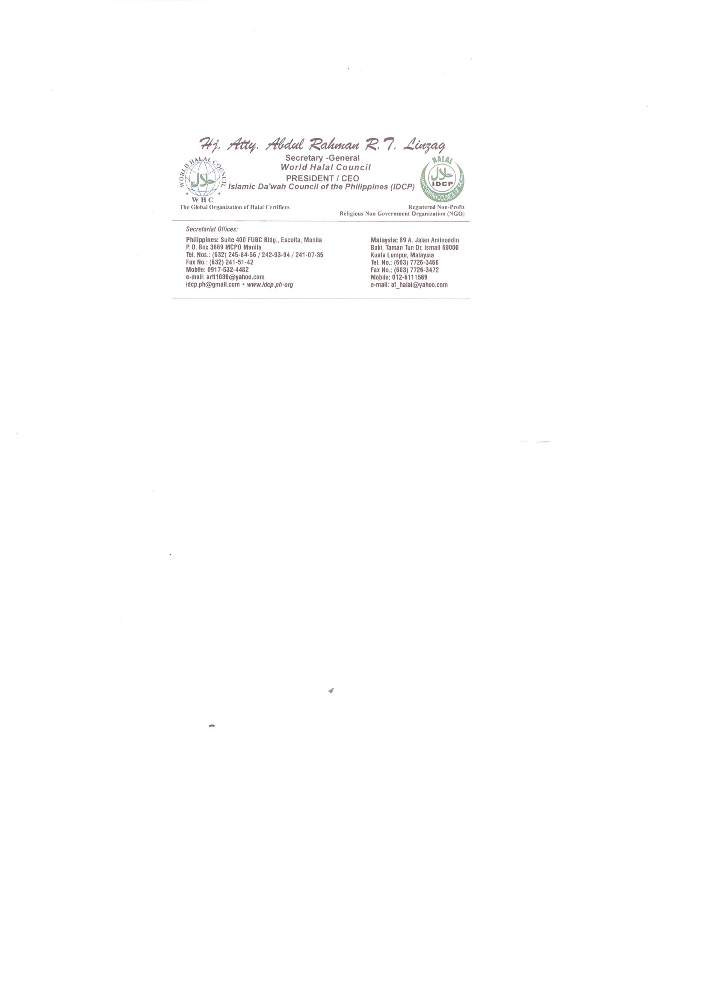 Hj. Atty. Abdul Rahman R. T. Linzag
Secretary -General
World Halal Council
PRESIDENT / CEO
Islamic Da'wah Council of the Philippines (IDCP)
WORLD HALAL COUNCIL
حلال
WHC
The Global Organization of Halal Certifiers
HALAL
حلال
IDCP
ISLAMIC DA'WAH COUNCIL OF THE
Registered Non-Profit
Religious Non Government Organization (NGO)
Secretariat Offices:
Philippines: Suite 400 FUBC Bldg., Escolta, Manila
P. O. Box 3669 MCPO Manila
Tel. Nos.: (632) 245-84-56 / 242-93-94 / 241-07-35
Fax No.: (632) 241-51-42
Mobile: 0917-532-4482
e-mail: artl1030@yahoo.com
idcp.ph@gmail.com • www.idcp.ph-org
Malaysia: 89 A. Jalan Aminuddin
Baki, Taman Tun Dr. Ismail 60000
Kuala Lumpur, Malaysia
Tel. No.: (603) 7726-3466
Fax No.: (603) 7726-3472
Mobile: 012-6111569
e-mail: af_halal@yahoo.com